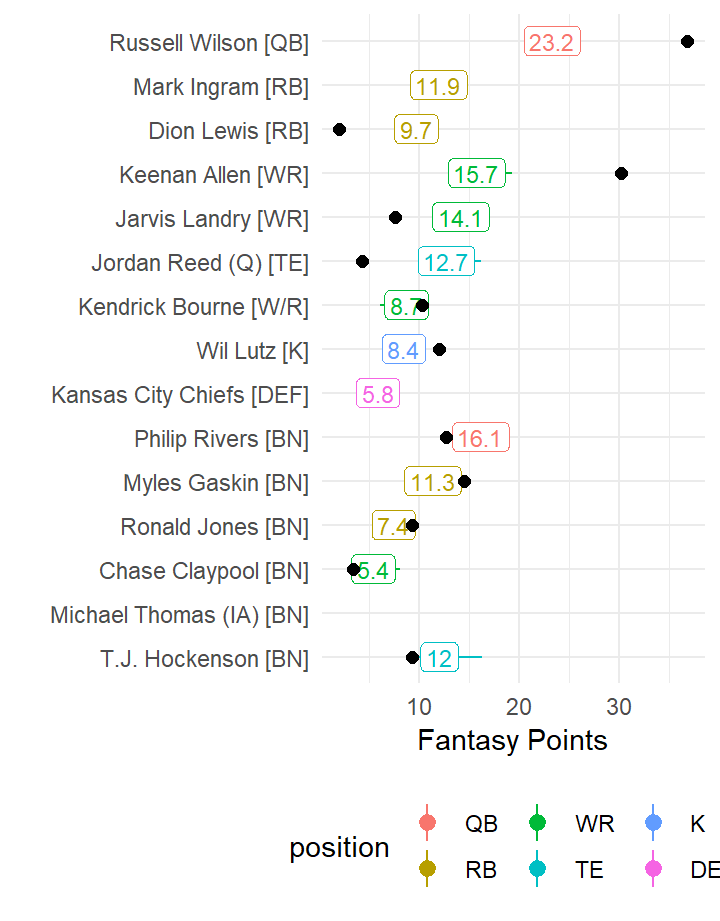 Russell Wilson [QB] 23.2
Mark Ingram [RB] 11.9
Dion Lewis [RB] 9.7
Keenan Allen [WR] 15.7
Jarvis Landry [WR] 14.1
Jordan Reed (Q) [TE] 12.7
Kendrick Bourne [W/R] 8.7
Wil Lutz [K] 8.4
Kansas City Chiefs [DEF] 5.8
Philip Rivers [BN] 16.1
Myles Gaskin [BN] 11.3
Ronald Jones [BN] 7.4
Chase Claypool [BN] 5.4
Michael Thomas (IA) [BN]
T.J. Hockenson [BN] 12
10 20 30
Fantasy Points
position QB WR K
RB TE DE